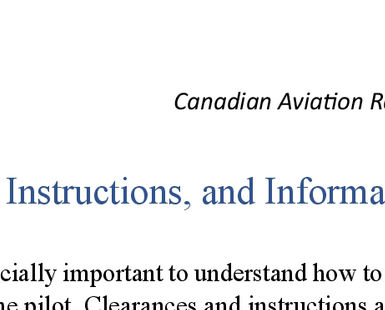 Canadian Aviation R
Instructions, and Informa
cially important to understand how to
he pilot. Clearances and instructions a